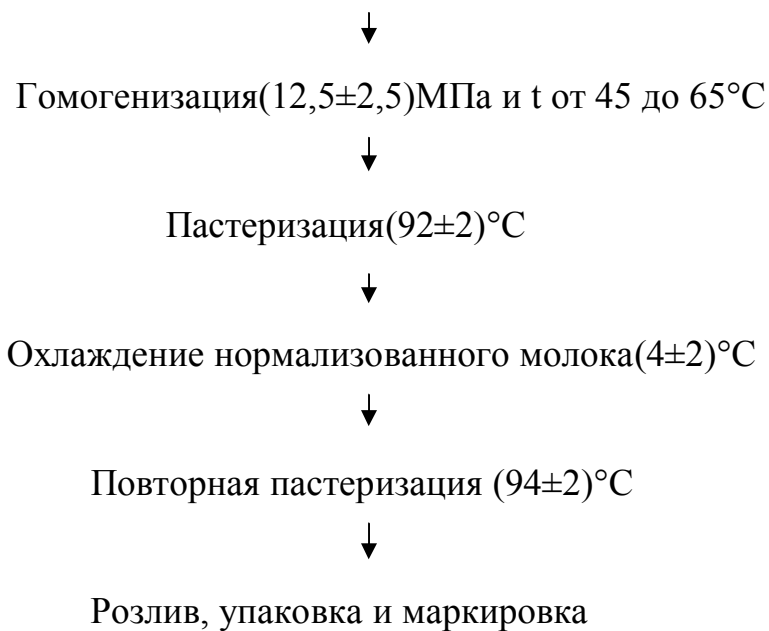 Гомогенизация(12,5±2,5)МПа и t от 45 до 65°С
Пастеризация(92±2)°С
Охлаждение нормализованного молока(4±2)°С
Повторная пастеризация (94±2)°С
Розлив, упаковка и маркировка